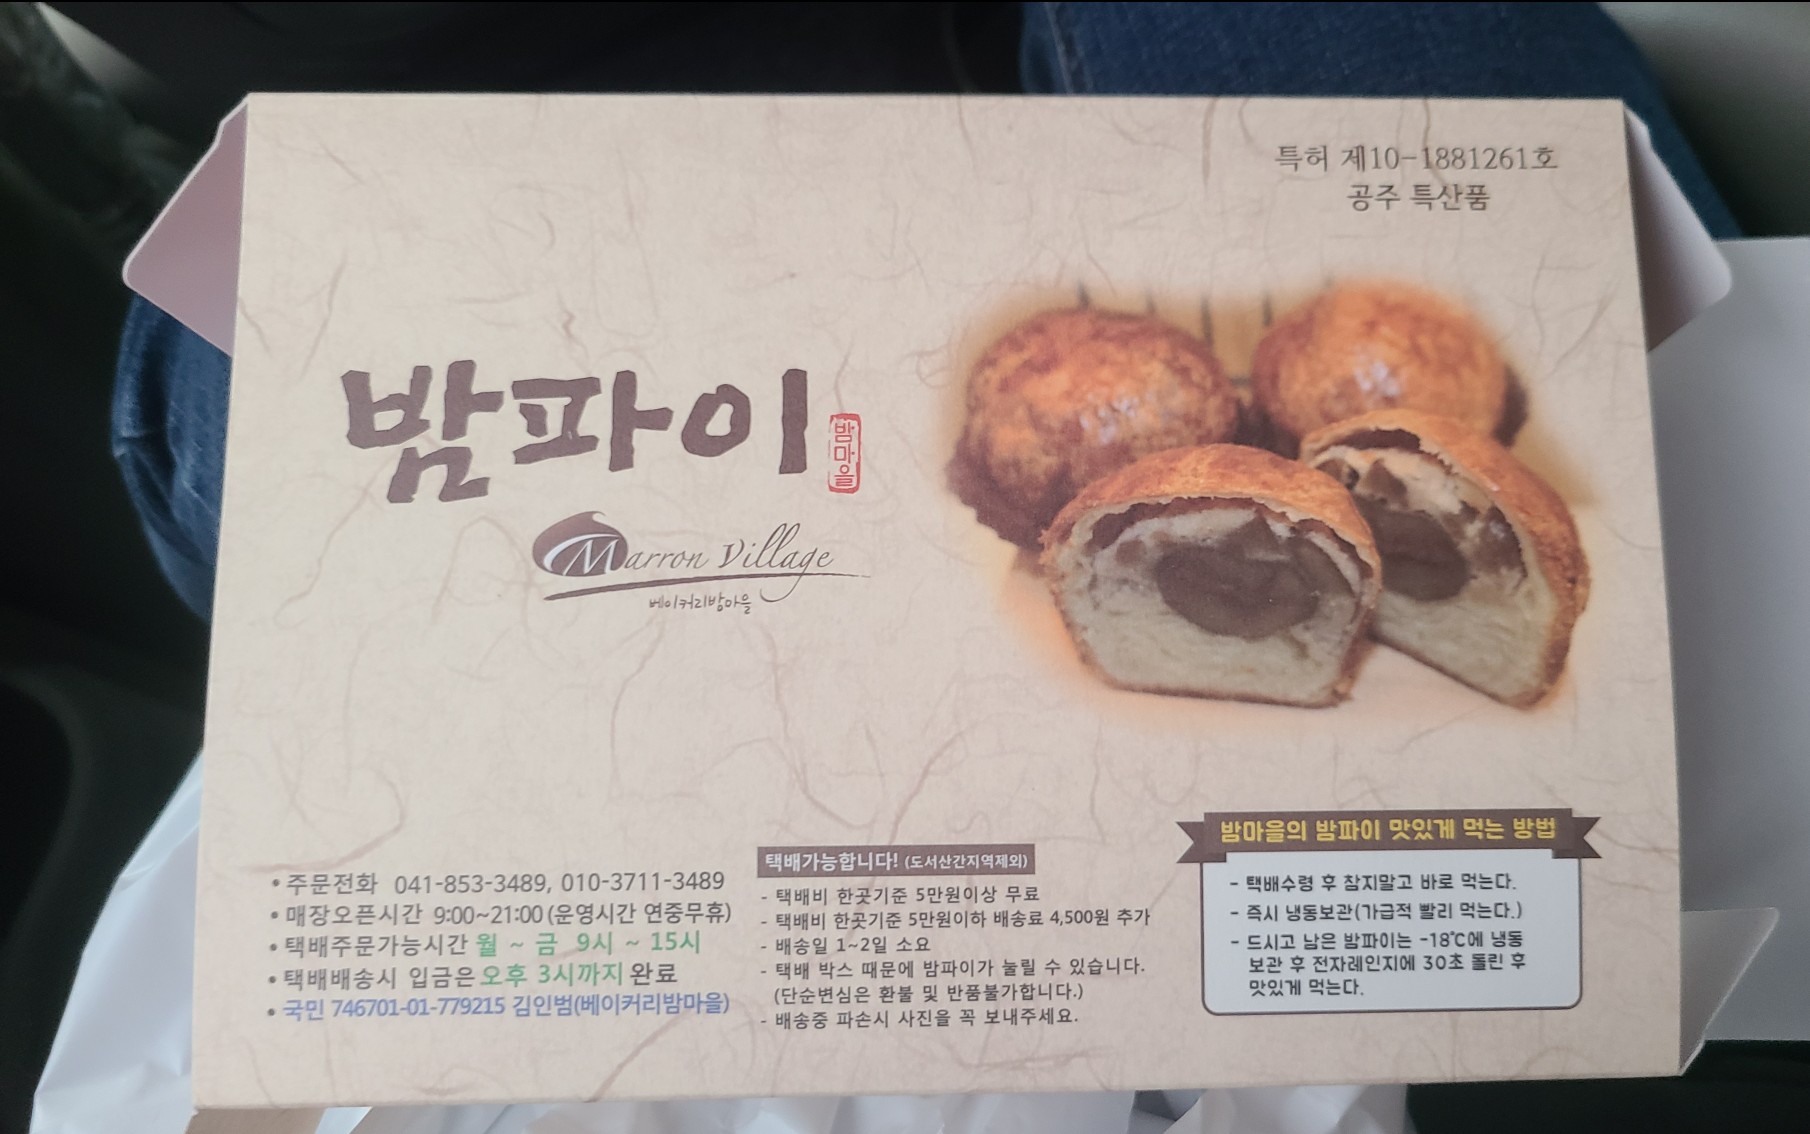 특허 제10-1881261호
공주 특산품
밤파이
밤마을
Marron Village
베이커리밤마을
• 주문전화 041-853-3489, 010-3711-3489
• 매장오픈시간 9:00~21:00(운영시간 연중무휴)
• 택배주문가능시간 월 ~ 금 9시 ~ 15시
• 택배배송시 입금은 오후 3시까지 완료
• 국민 746701-01-779215 김인범(베이커리밤마을)
택배가능합니다! (도서산간지역제외)
- 택배비 한곳기준 5만원이상 무료
- 택배비 한곳기준 5만원이하 배송료 4,500원 추가
- 배송일 1~2일 소요
- 택배 박스 때문에 밤파이가 눌릴 수 있습니다.
(단순변심은 환불 및 반품불가합니다.)
- 배송중 파손시 사진을 꼭 보내주세요.
밤마을의 밤파이 맛있게 먹는 방법
- 택배수령 후 참지말고 바로 먹는다.
- 즉시 냉동보관(가급적 빨리 먹는다.)
- 드시고 남은 밤파이는 -18℃에 냉동
보관 후 전자레인지에 30초 돌린 후
맛있게 먹는다.